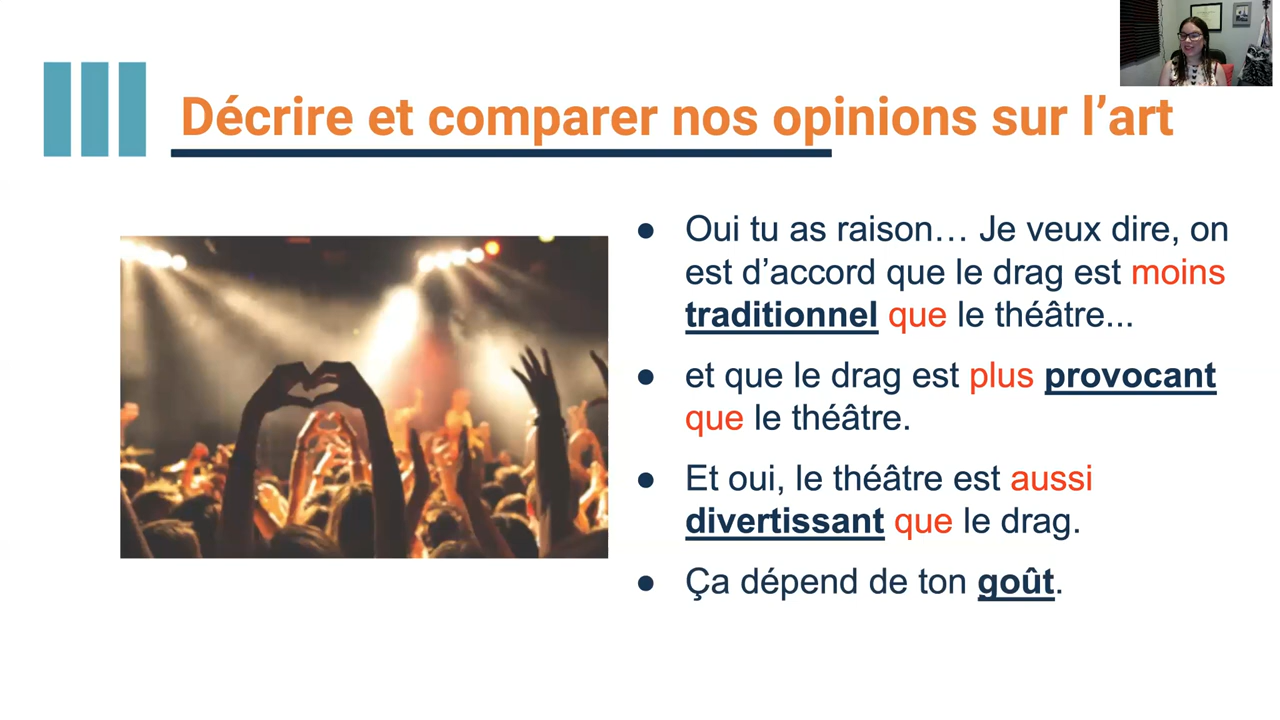 Décrire et comparer nos opinions sur l’art
● Oui tu as raison… Je veux dire, on
est d’accord que le drag est moins
traditionnel que le théâtre...
● et que le drag est plus provocant
que le théâtre.
● Et oui, le théâtre est aussi
divertissant que le drag.
● Ça dépend de ton goût.